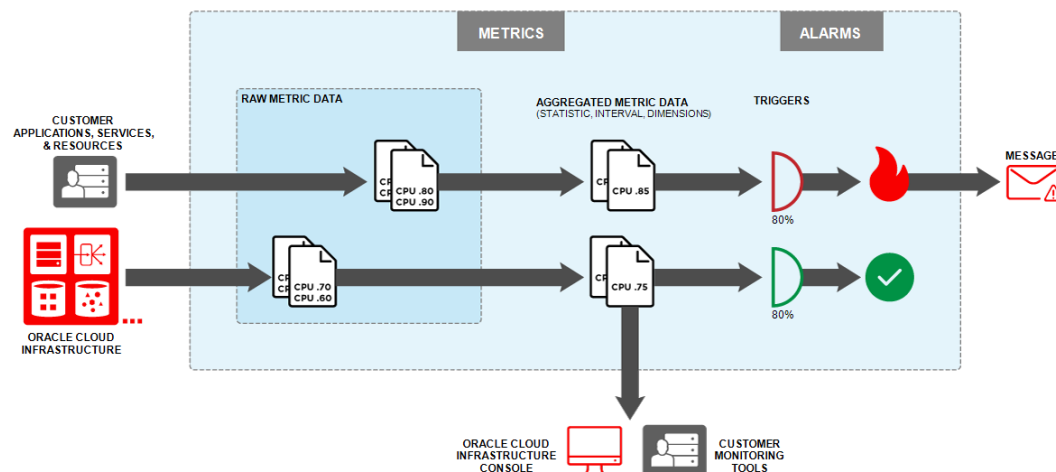 METRICS
ALARMS
RAW METRIC DATA
AGGREGATED METRIC DATA
(STATISTIC, INTERVAL, DIMENSIONS)
TRIGGERS
CUSTOMER
APPLICATIONS, SERVICES,
& RESOURCES
MESSAGE
CPU .80
CPU .90
CPU .85
80%
CPU .70
CPU .60
CPU .75
80%
ORACLE CLOUD
INFRASTRUCTURE
ORACLE CLOUD
INFRASTRUCTURE
CONSOLE
CUSTOMER
MONITORING
TOOLS